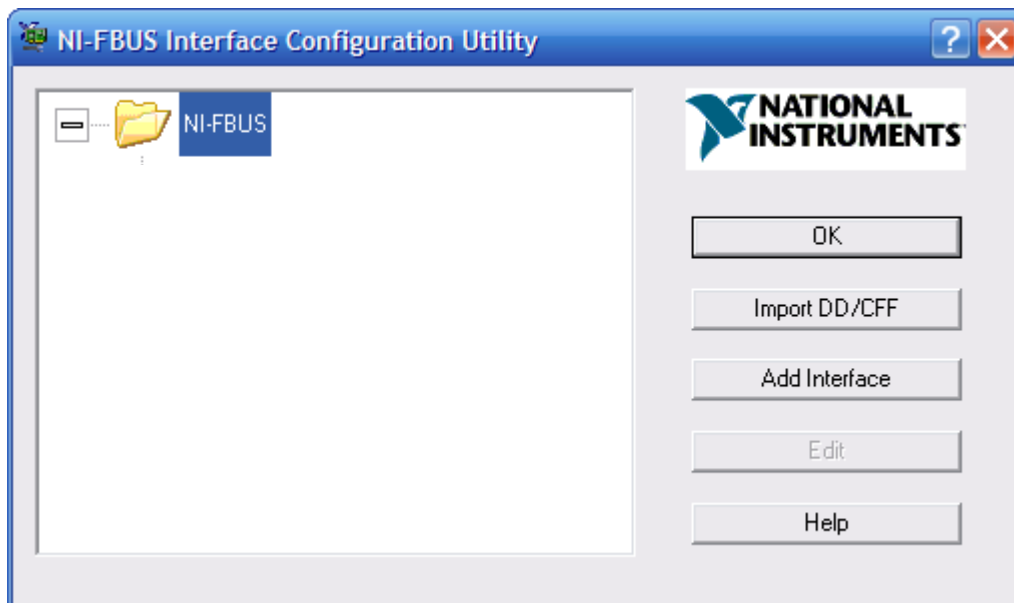 NI-FBUS Interface Configuration Utility
?
NI-FBUS
NATIONAL
INSTRUMENTS
OK
Import DD/CFF
Add Interface
Edit
Help